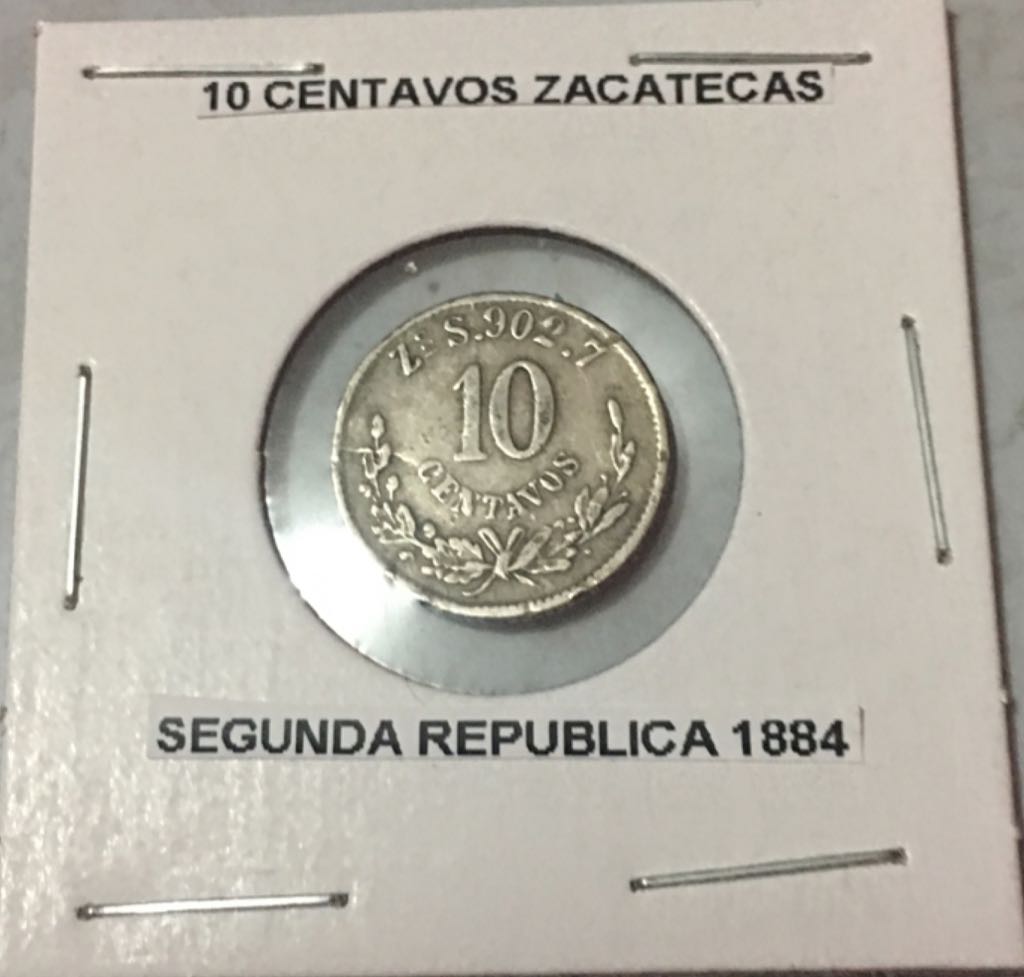 10 CENTAVOS ZACATECAS
Zs S.902.7
10
CENTAVOS
SEGUNDA REPUBLICA 1884